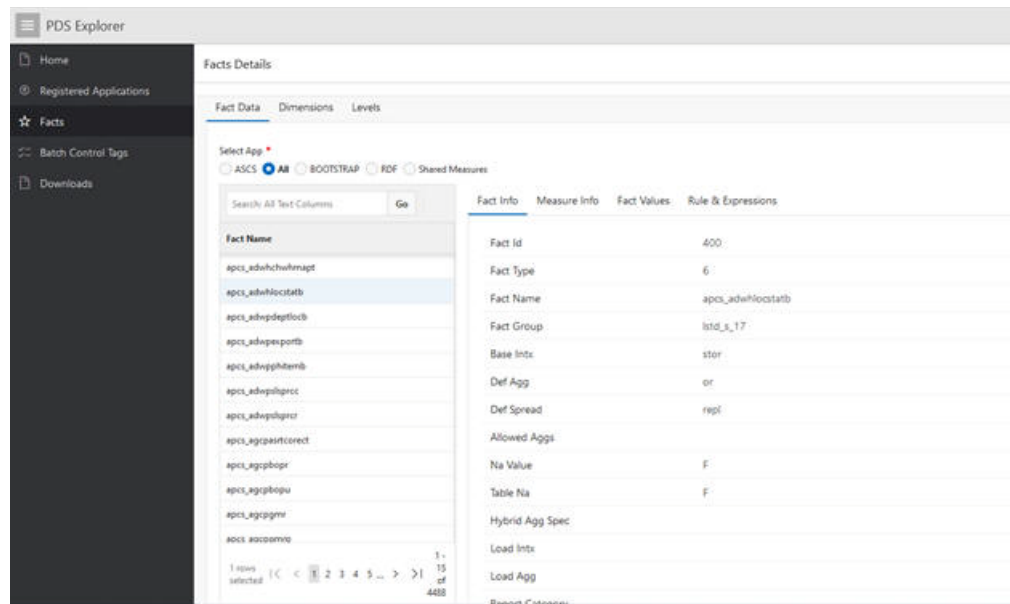 PDS Explorer
Home
Registered Applications
Facts
Batch Control Tags
Downloads
Facts Details
Fact Data Dimensions Levels
Select App *
ASCS All BOOTSTRAP RDF Shared Measures
Search: All Text Columns Go
Fact Name
apcs_adwhchwhmapt
apcs_adwhlocstatb
apcs_adwpdeptlocb
apcs_adwpexportb
apcs_adwpphitemb
apcs_adwpslsprcc
apcs_adwpslsprcr
apcs_agcpasrtcorect
apcs_agcpbopr
apcs_agcpbopu
apcs_agcpgmr
1 rows selected
1 2 3 4 5 ...
1 - 15 of 4488
Fact Info Measure Info Fact Values Rule & Expressions
Fact Id 400
Fact Type 6
Fact Name apcs_adwhlocstatb
Fact Group lstd_s_17
Base Intx stor
Def Agg or
Def Spread repl
Allowed Aggs
Na Value F
Table Na F
Hybrid Agg Spec
Load Intx
Load Agg
Report Category